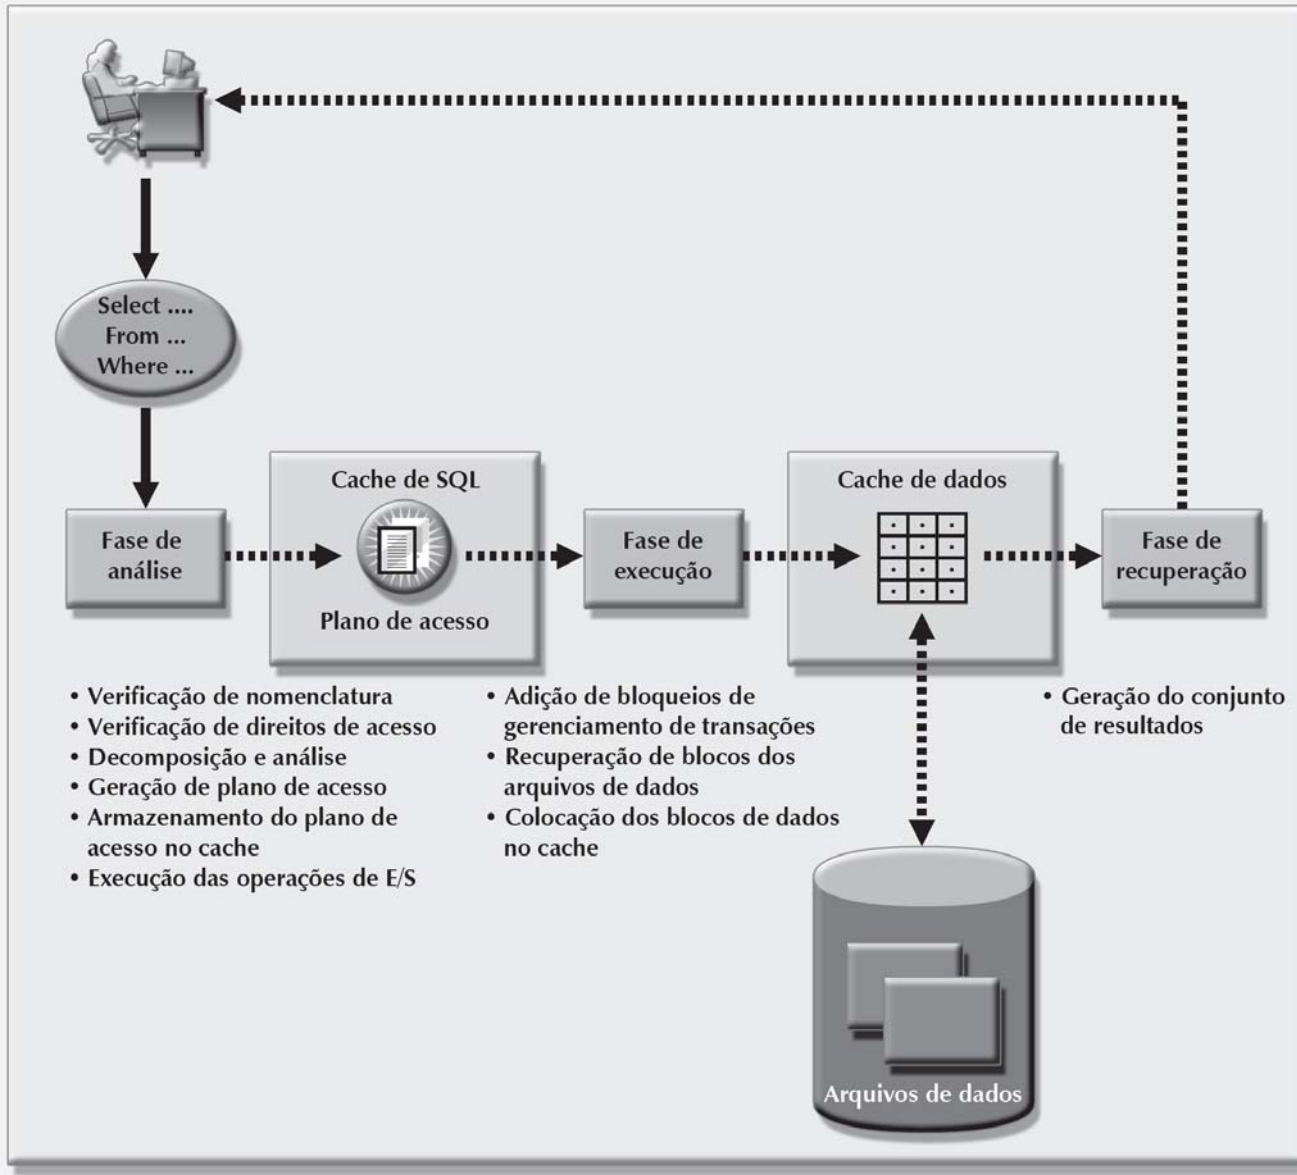 Select ....
From ...
Where ...
Fase de
análise
Cache de SQL
Plano de acesso
Fase de
execução
Cache de dados
Fase de
recuperação
• Verificação de nomenclatura
• Verificação de direitos de acesso
• Decomposição e análise
• Geração de plano de acesso
• Armazenamento do plano de
acesso no cache
• Execução das operações de E/S
• Adição de bloqueios de
gerenciamento de transações
• Recuperação de blocos dos
arquivos de dados
• Colocação dos blocos de dados
no cache
• Geração do conjunto
de resultados
Arquivos de dados